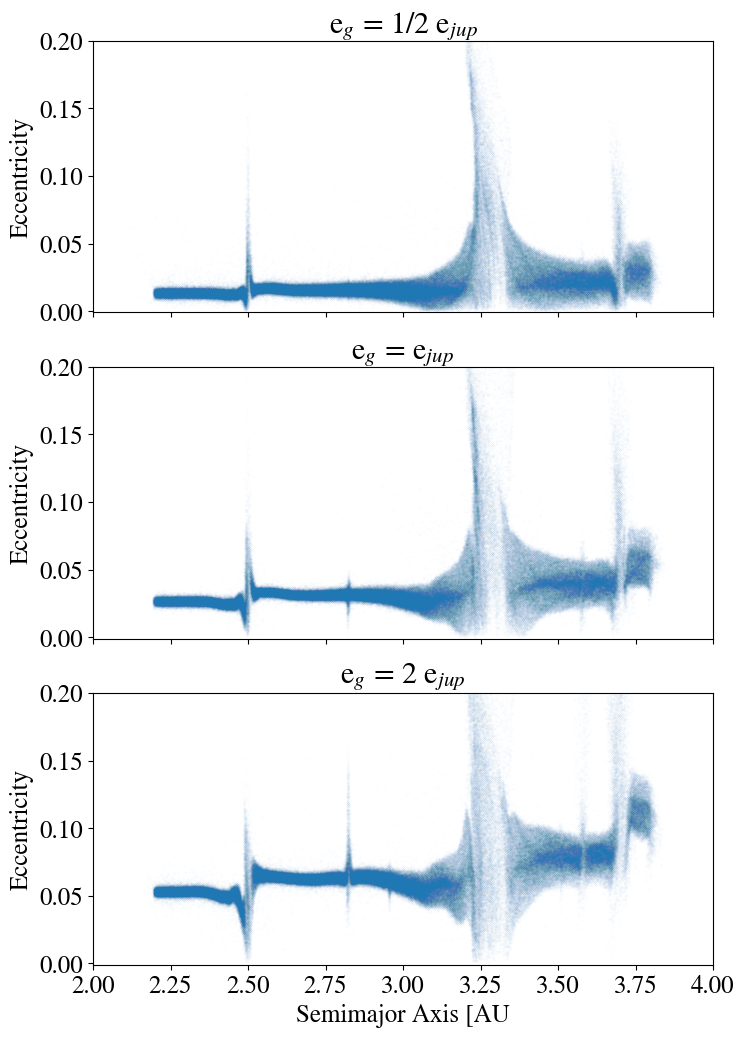 e_g = 1/2 e_jup
0.20
0.15
0.10
0.05
0.00
Eccentricity
e_g = e_jup
0.20
0.15
0.10
0.05
0.00
Eccentricity
e_g = 2 e_jup
0.20
0.15
0.10
0.05
0.00
Eccentricity
2.00 2.25 2.50 2.75 3.00 3.25 3.50 3.75 4.00
Semimajor Axis [AU